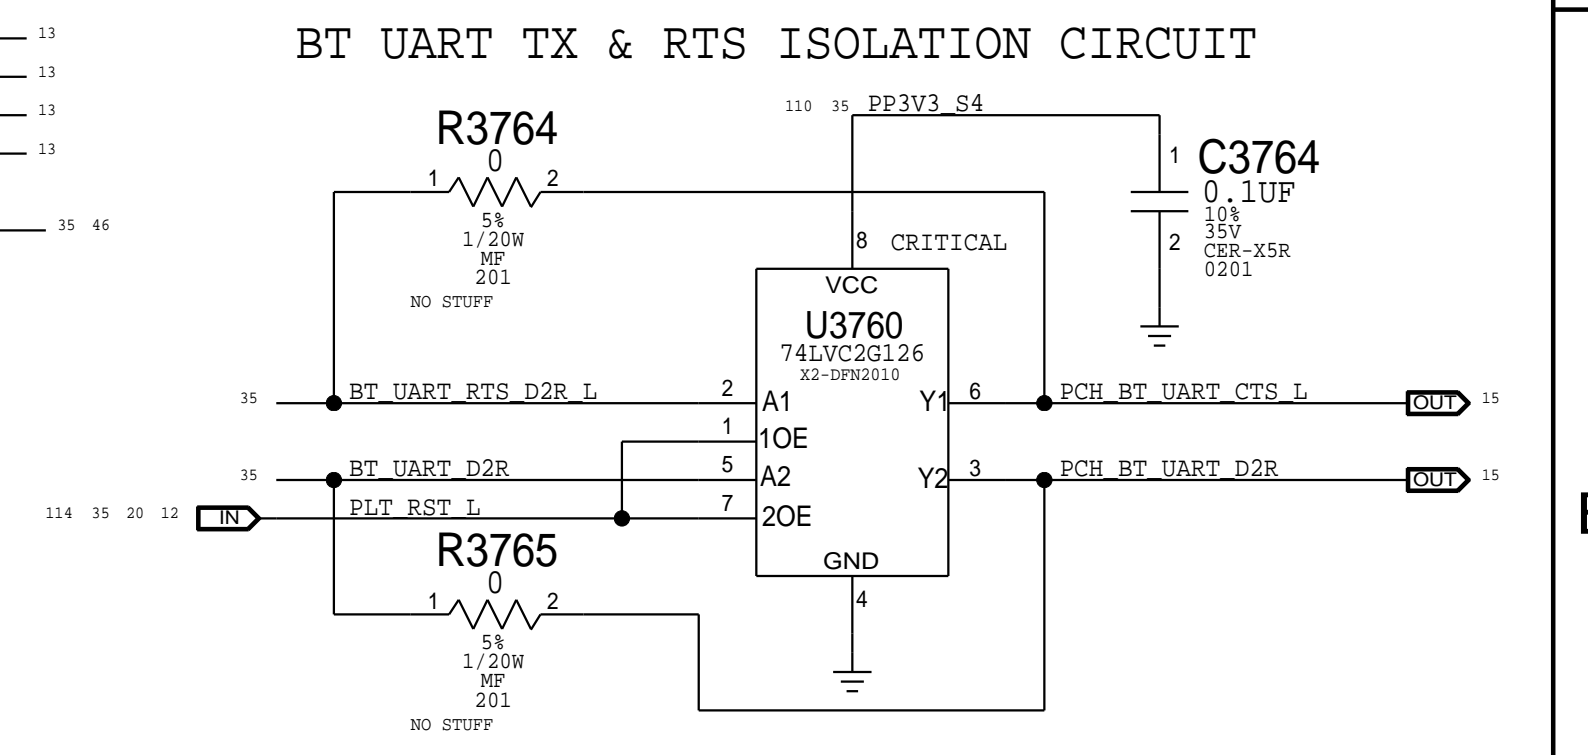 13
13
13
13
35 46
BT UART TX & RTS ISOLATION CIRCUIT
110 35 PP3V3_S4
R3764
0
1 2
5%
1/20W
MF
201
NO STUFF
1 C3764
0.1UF
10%
35V
2 CER-X5R
0201
8 CRITICAL
VCC
U3760
74LVC2G126
X2-DFN2010
35 BT_UART_RTS_D2R_L 2 A1 Y1 6 PCH_BT_UART_CTS_L OUT 15
1 1OE
35 BT_UART_D2R 5 A2 Y2 3 PCH_BT_UART_D2R OUT 15
114 35 20 12 IN PLT_RST_L 7 2OE
GND
4
R3765
0
1 2
5%
1/20W
MF
201
NO STUFF